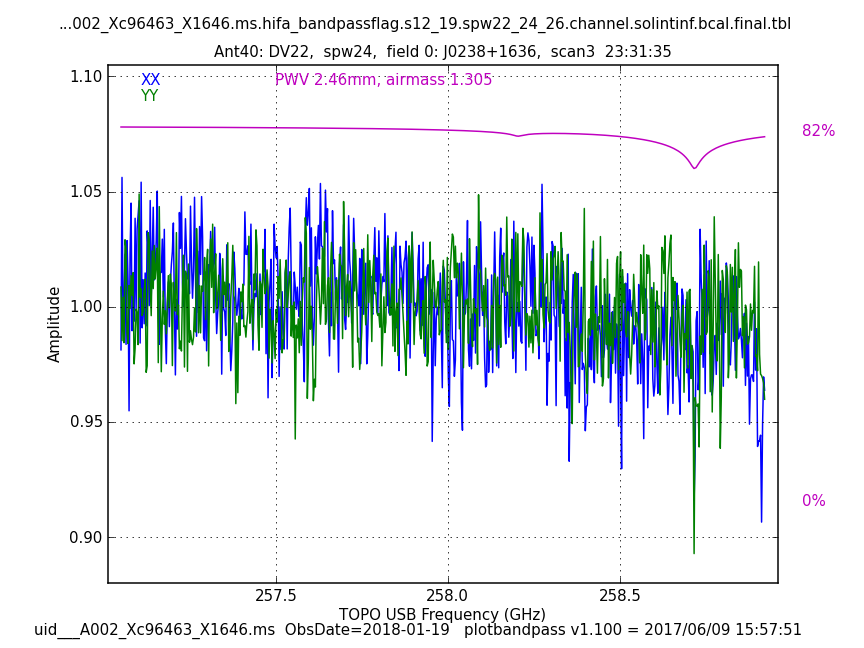 ...002_Xc96463_X1646.ms.hifa_bandpassflag.s12_19.spw22_24_26.channel.solintinf.bcal.final.tbl
Ant40: DV22,  spw24,  field 0: J0238+1636,  scan3  23:31:35
XX
PWV 2.46mm, airmass 1.305
YY
82%
0%
1.10
1.05
1.00
0.95
0.90
Amplitude
257.5
258.0
258.5
TOPO USB Frequency (GHz)
uid___A002_Xc96463_X1646.ms  ObsDate=2018-01-19   plotbandpass v1.100 = 2017/06/09 15:57:51